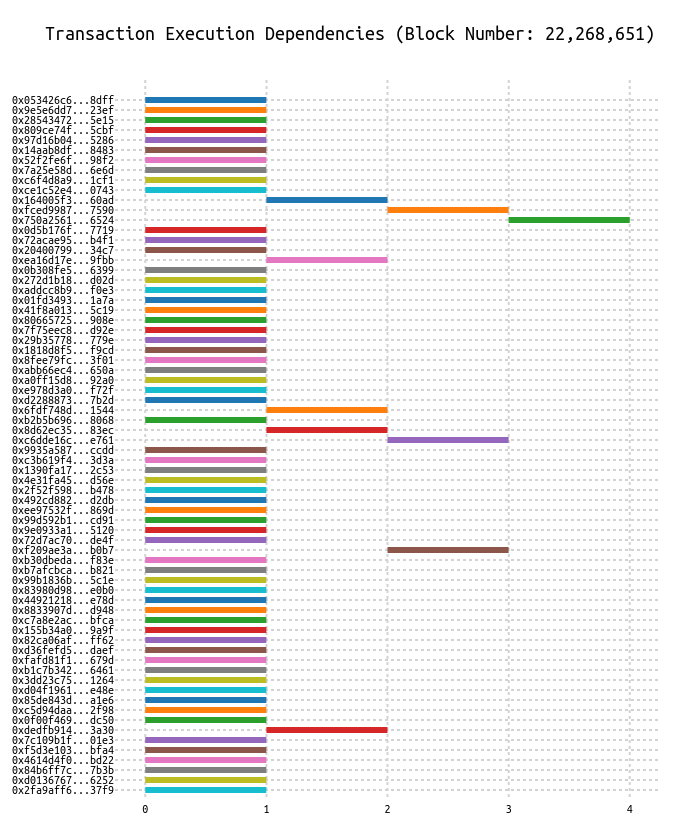 Transaction Execution Dependencies (Block Number: 22,268,651)
0x053426c6...8dff
0x9e5e6dd7...23ef
0x28543472...5e15
0x809ce74f...5cbf
0x97d16b04...5286
0x14aab8df...8483
0x52f2fe6f...98f2
0x7a25e58d...6e6d
0xc6f4d8a9...1cf1
0xce1c52e4...0743
0x164005f3...60ad
0xfced9987...7590
0x750a2561...6524
0x0d5b176f...7719
0x72acae95...b4f1
0x20400799...34c7
0xea16d17e...9fbb
0x0b308fe5...6399
0x272d1b18...d02d
0xaddcc8b9...f0e3
0x01fd3493...1a7a
0x41f8a013...5c19
0x80665725...908e
0x7f75eec8...d92e
0x29b35778...779e
0x1818d8f5...f9cd
0x8fee79fc...3f01
0xabb66ec4...650a
0xa0ff15d8...92a0
0xe978d3a0...f72f
0xd2288873...7b2d
0x6fdf748d...1544
0xb2b5b696...8068
0x8d62ec35...83ec
0xc6dde16c...e761
0x9935a587...ccdd
0xc3b619f4...3d3a
0x1390fa17...2c53
0x4e31fa45...d56e
0x2f52f598...b478
0x492cd882...d2db
0xee97532f...869d
0x99d592b1...cd91
0x9e0933a1...5120
0x72d7ac70...de4f
0xf209ae3a...b0b7
0xb30dbeda...f83e
0xb7afcbca...b821
0x99b1836b...5c1e
0x83980d98...e0b0
0x44921218...e78d
0x8833907d...d948
0xc7a8e2ac...bfca
0x155b34a0...9a9f
0x82ca06af...ff62
0xd36fefd5...daef
0xfafd81f1...679d
0xb1c7b342...6461
0x3dd23c75...1264
0xd04f1961...e48e
0x85de843d...a1e6
0xc5d94daa...2f98
0x0f00f469...dc50
0xdedfb914...3a30
0x7c109b1f...01e3
0xf5d3e103...bfa4
0x4614d4f0...bd22
0x84b6ff7c...7b3b
0xd0136767...6252
0x2fa9aff6...37f9
0 1 2 3 4